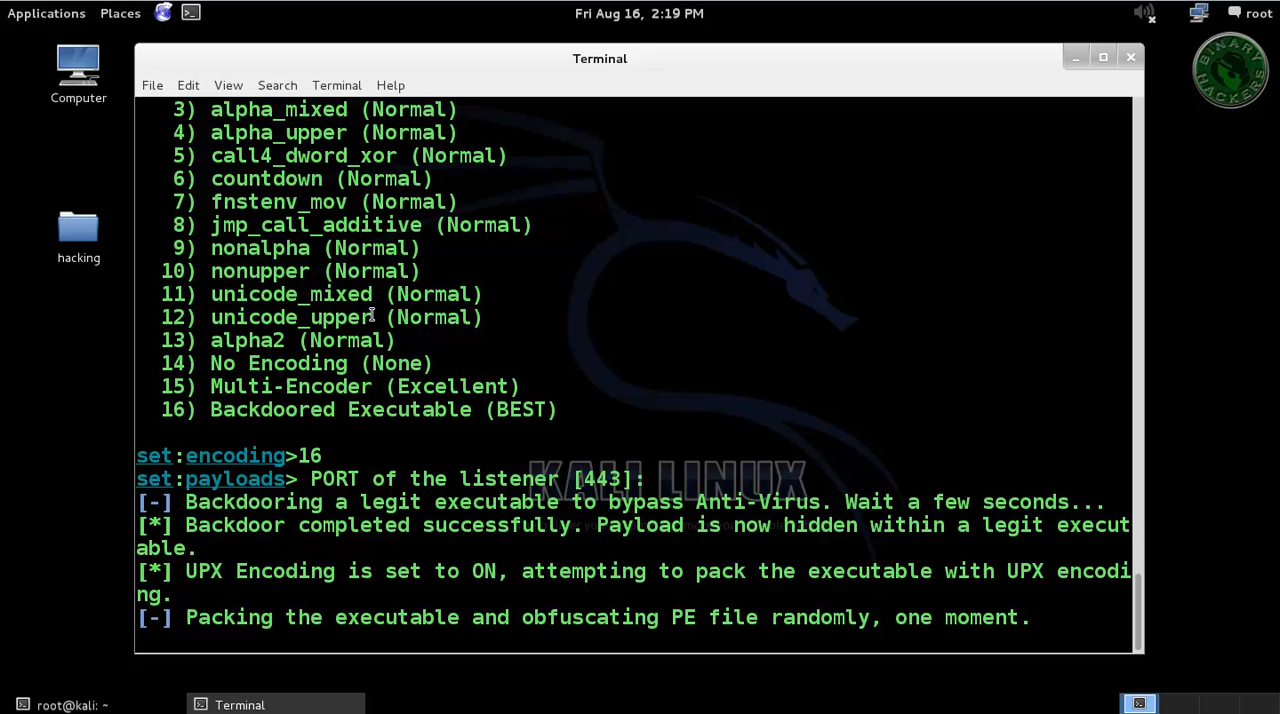 Applications Places Fri Aug 16, 2:19 PM root
Computer
hacking
BINARY HACKERS
Terminal
File Edit View Search Terminal Help
3) alpha_mixed (Normal)
4) alpha_upper (Normal)
5) call4_dword_xor (Normal)
6) countdown (Normal)
7) fnstenv_mov (Normal)
8) jmp_call_additive (Normal)
9) nonalpha (Normal)
10) nonupper (Normal)
11) unicode_mixed (Normal)
12) unicode_upper (Normal)
13) alpha2 (Normal)
14) No Encoding (None)
15) Multi-Encoder (Excellent)
16) Backdoored Executable (BEST)
set:encoding>16
set:payloads> PORT of the listener [443]:
[-] Backdooring a legit executable to bypass Anti-Virus. Wait a few seconds...
[*] Backdoor completed successfully. Payload is now hidden within a legit execut
able.
[*] UPX Encoding is set to ON, attempting to pack the executable with UPX encodi
ng.
[-] Packing the executable and obfuscating PE file randomly, one moment.
KALI LINUX
root@kali: ~ Terminal